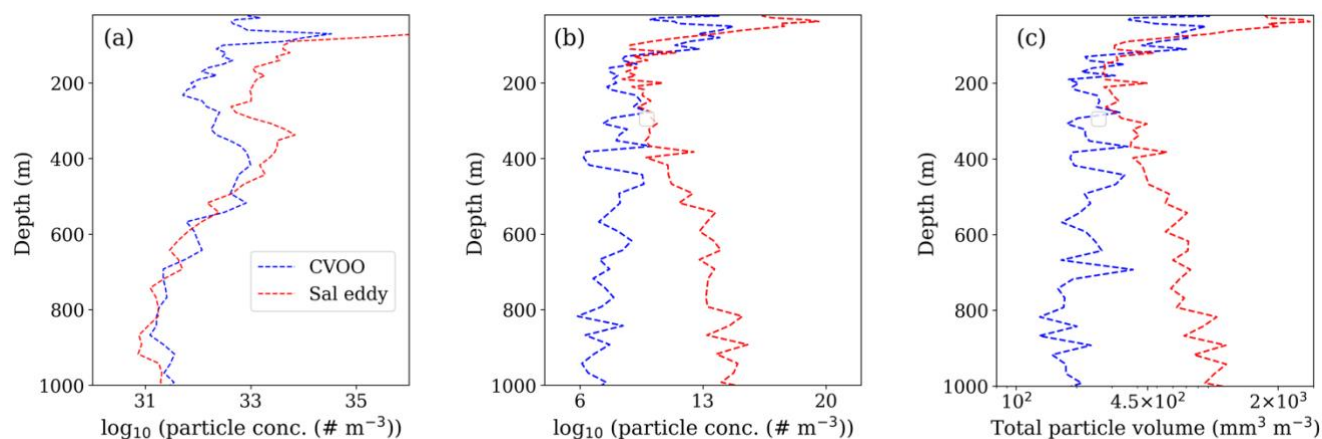 (a)
Depth (m)
200
400
600
800
1000
CVOO
Sal eddy
31
33
35
log₁₀ (particle conc. (# m⁻³))
(b)
Depth (m)
200
400
600
800
1000
6
13
20
log₁₀ (particle conc. (# m⁻³))
(c)
Depth (m)
200
400
600
800
1000
10²
4.5×10²
2×10³
Total particle volume (mm³ m⁻³)